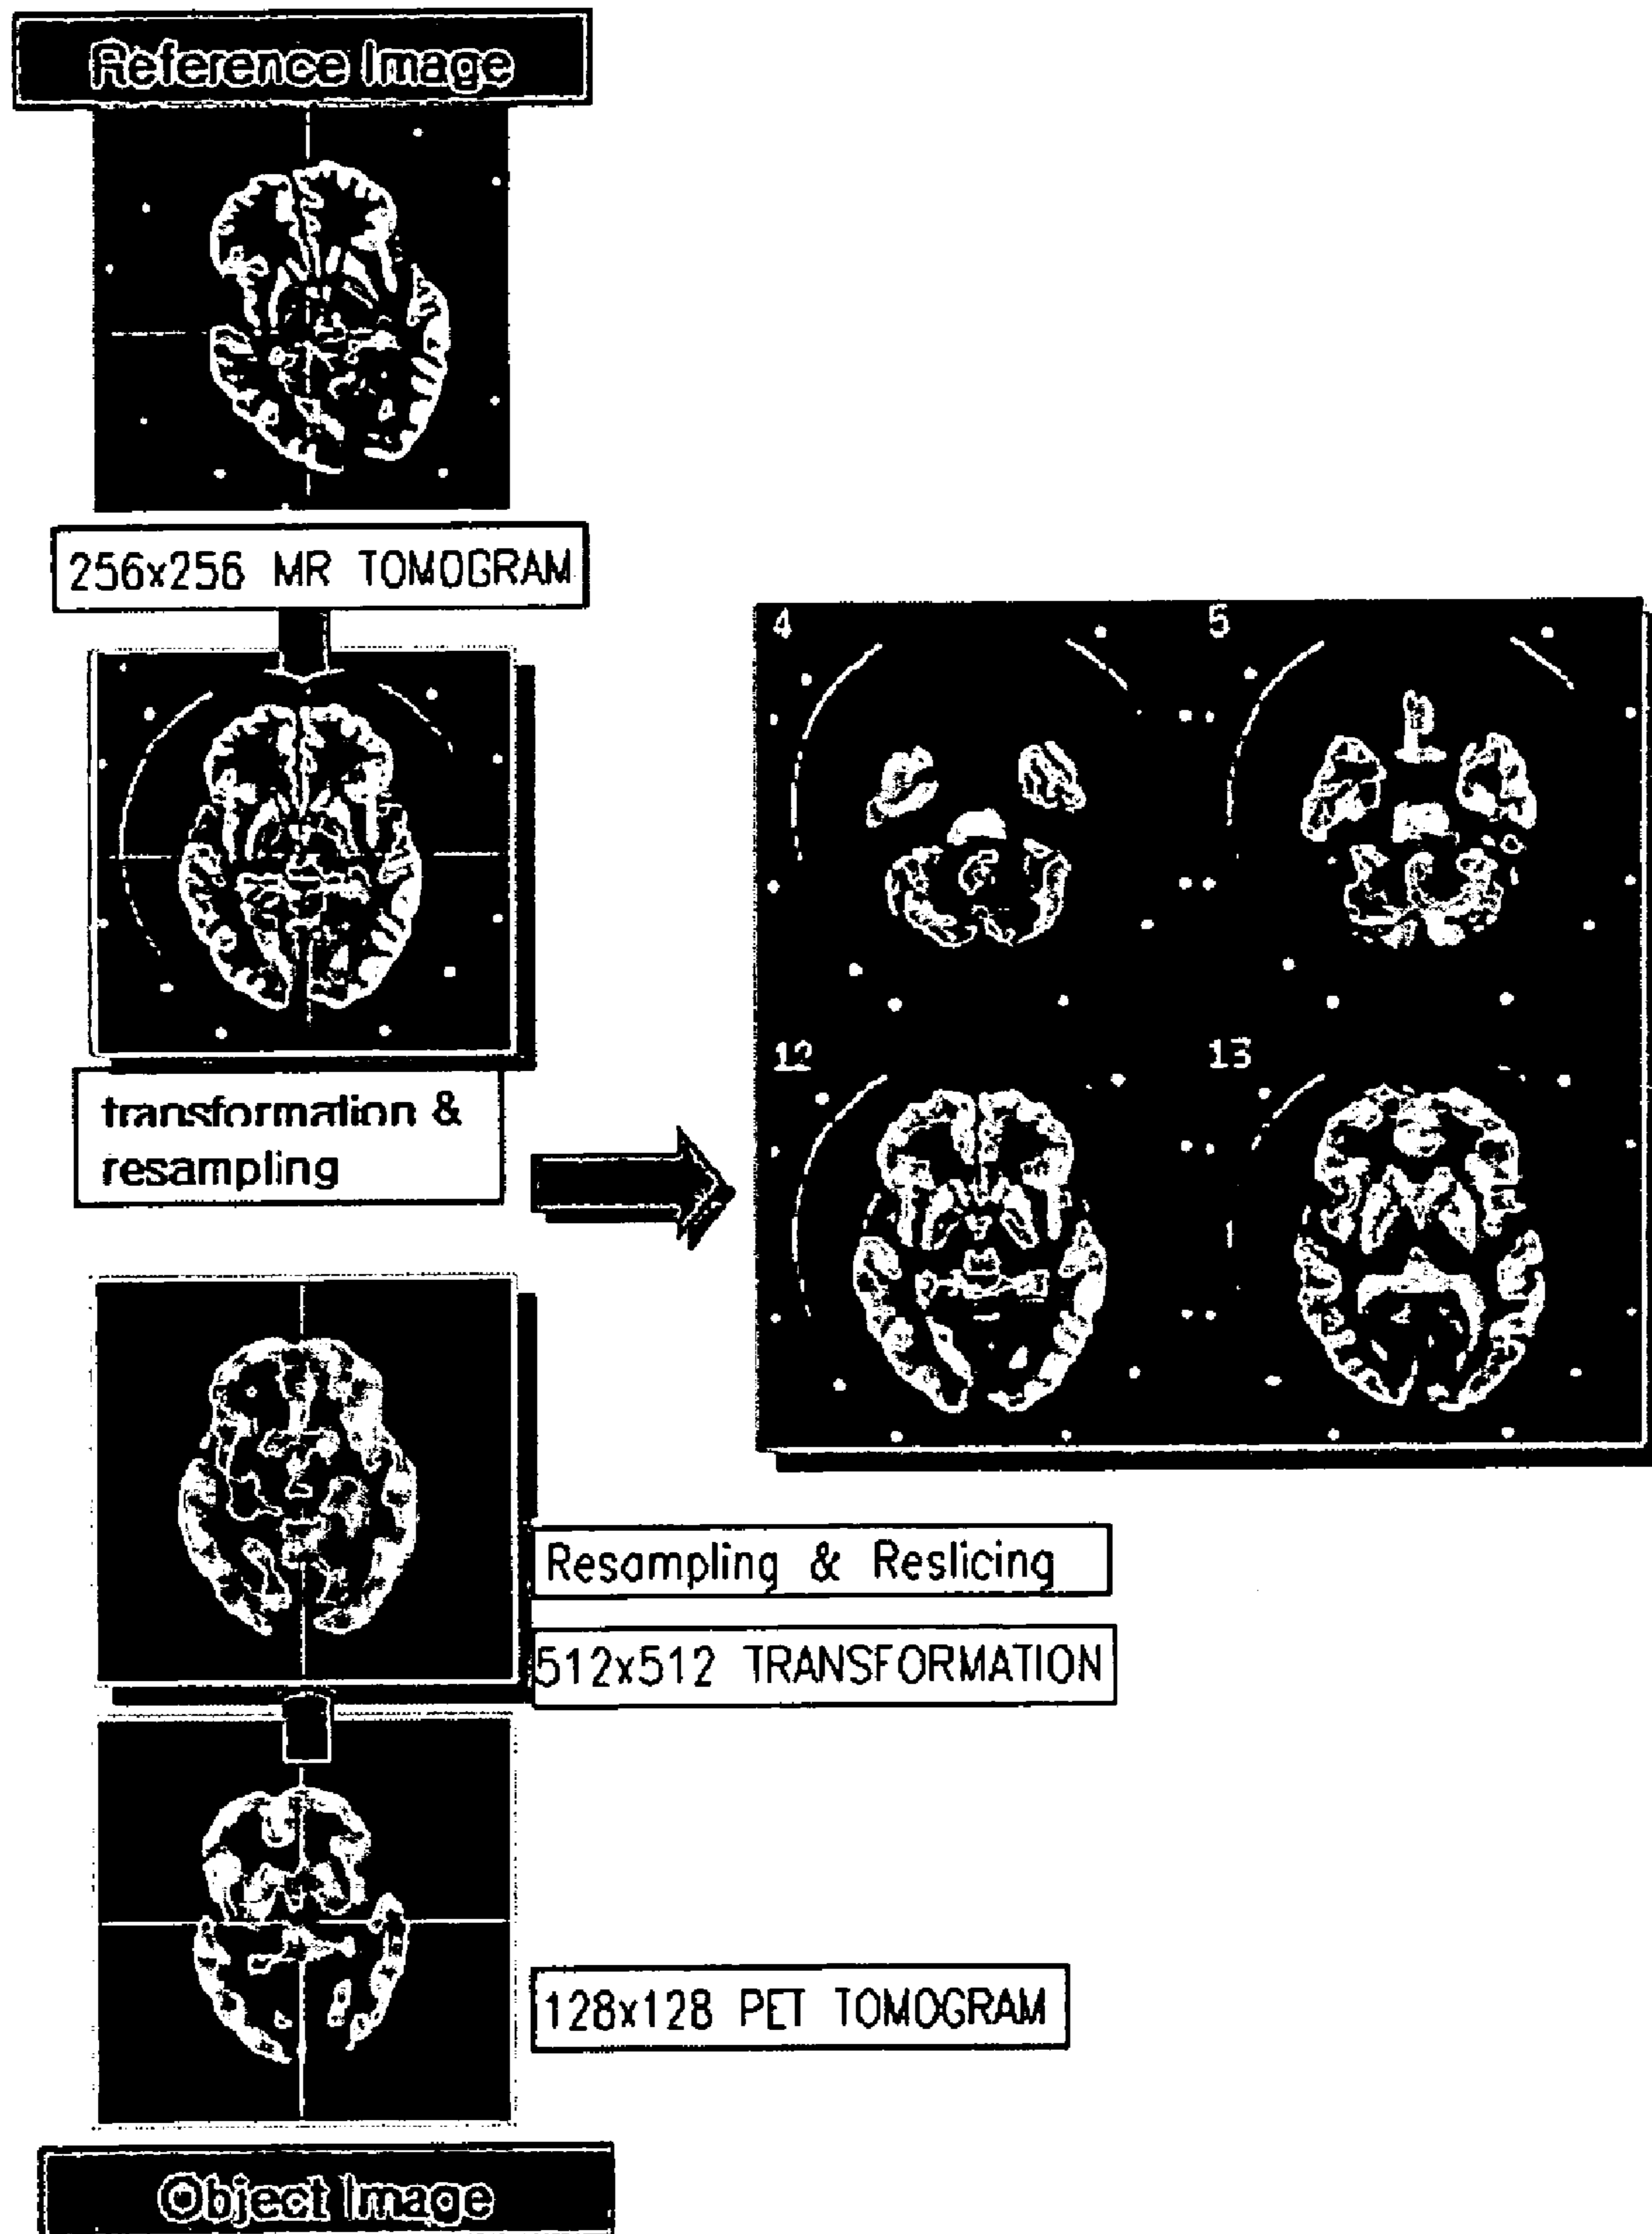 Reference Image
256x256 MR TOMOGRAM
4
5
12
13
transformation &
resampling
Resampling & Reslicing
512x512 TRANSFORMATION
128x128 PET TOMOGRAM
Object Image